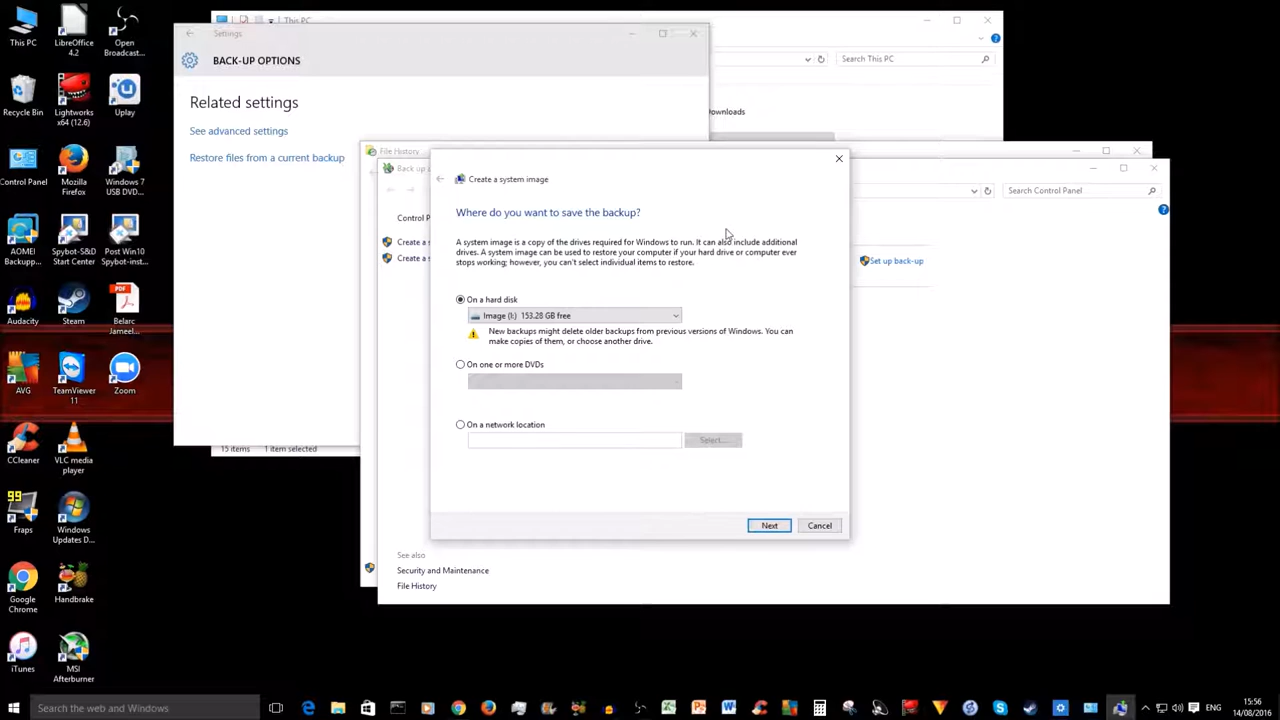 This PC
LibreOffice
4.2
Open
Broadcast...
Recycle Bin
Lightworks
x64 (12.6)
Uplay
Control Panel
Mozilla
Firefox
Windows 7
USB DVD...
AOMEI
Backupper ...
Spybot-S&D
Start Center
Post Win10
Spybot-inst...
Audacity
Steam
Belarc
Jameel...
AVG
TeamViewer
11
Zoom
CCleaner
VLC media
player
99
Fraps
Windows
Updates D...
Google
Chrome
Handbrake
iTunes
MSI
Afterburner
This PC
Search This PC
Downloads
15 items
1 item selected
Settings
BACK-UP OPTIONS
Related settings
See advanced settings
Restore files from a current backup
File History
Back up a
Search Control Panel
Control P
Create a s
Create a s
Set up back-up
See also
Security and Maintenance
File History
Create a system image
Where do you want to save the backup?
A system image is a copy of the drives required for Windows to run. It can also include additional
drives. A system image can be used to restore your computer if your hard drive or computer ever
stops working; however, you can't select individual items to restore.
On a hard disk
Image (I:) 153.28 GB free
New backups might delete older backups from previous versions of Windows. You can
make copies of them, or choose another drive.
On one or more DVDs
On a network location
Select...
Next
Cancel
Search the web and Windows
ENG
15:56
14/08/2016